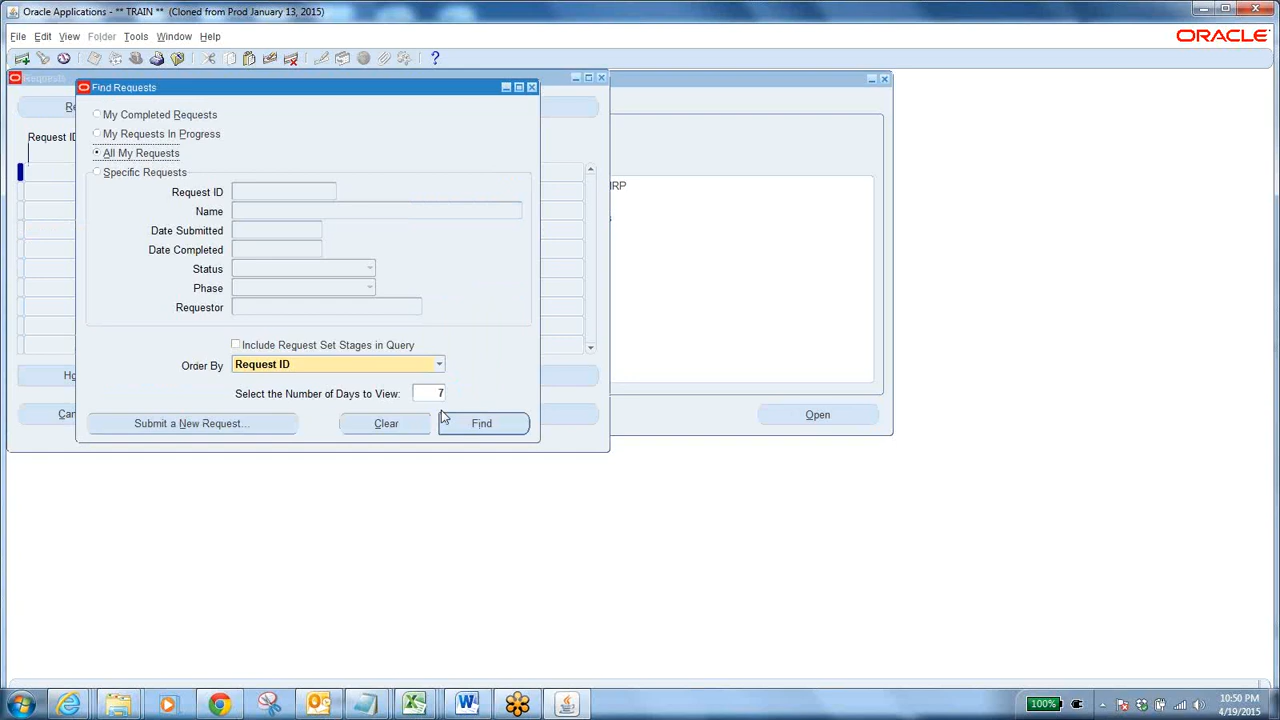 Oracle Applications - ** TRAIN ** (Cloned from Prod January 13, 2015)
File Edit View Folder Tools Window Help
ORACLE
Requests
Find Requests
My Completed Requests
My Requests In Progress
All My Requests
Specific Requests
Request ID
Request ID
Name
Date Submitted
Date Completed
Status
Phase
Requestor
Include Request Set Stages in Query
Order By Request ID
Select the Number of Days to View: 7
Submit a New Request... Clear Find
Open
100%
10:50 PM
4/19/2015